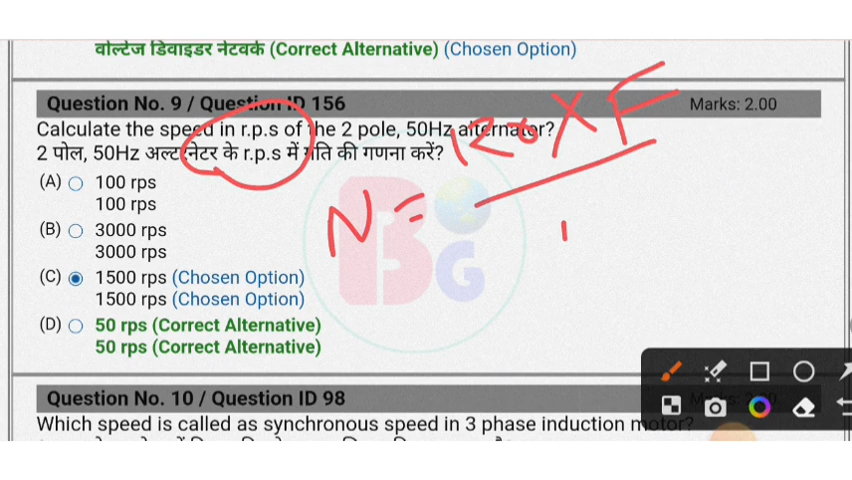 वोल्टेज डिवाइडर नेटवर्क (Correct Alternative) (Chosen Option)
Question No. 9 / Question ID 156
Marks: 2.00
Calculate the speed in r.p.s of the 2 pole, 50Hz alternator?
2 पोल, 50Hz अल्टरनेटर के r.p.s में गति की गणना करें?
(A) 100 rps
100 rps
(B) 3000 rps
3000 rps
(C) 1500 rps (Chosen Option)
1500 rps (Chosen Option)
(D) 50 rps (Correct Alternative)
50 rps (Correct Alternative)
120 X F
N =
BG
Question No. 10 / Question ID 98
Which speed is called as synchronous speed in 3 phase induction motor?